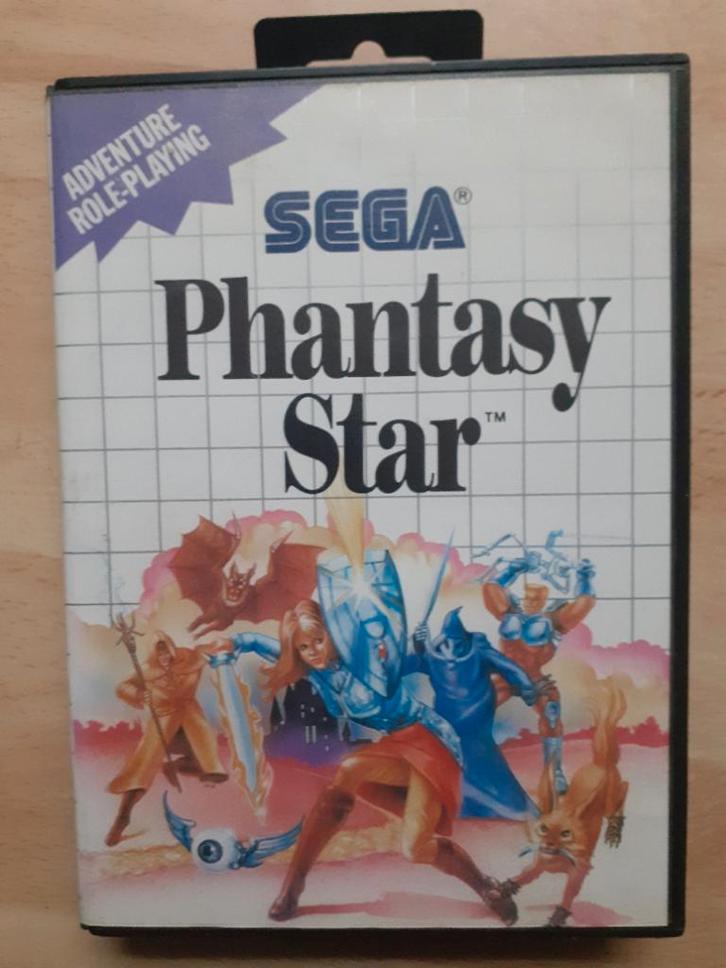 ADVENTURE
ROLE-PLAYING
SEGA®
Phantasy
Star™